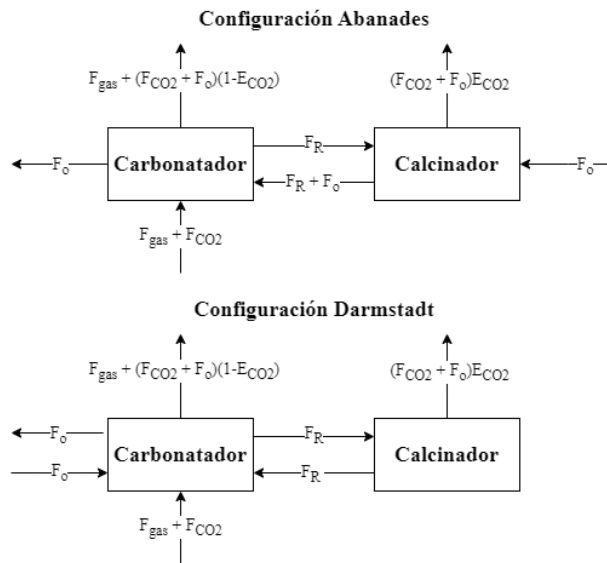 Configuración Abanades
F_gas + (F_CO2 + F_o)(1-E_CO2)
(F_CO2 + F_o)E_CO2
F_o
Carbonatador
F_R
F_R + F_o
Calcinador
F_o
F_gas + F_CO2
Configuración Darmstadt
F_gas + (F_CO2 + F_o)(1-E_CO2)
(F_CO2 + F_o)E_CO2
F_o
F_o
Carbonatador
F_R
F_R
Calcinador
F_gas + F_CO2